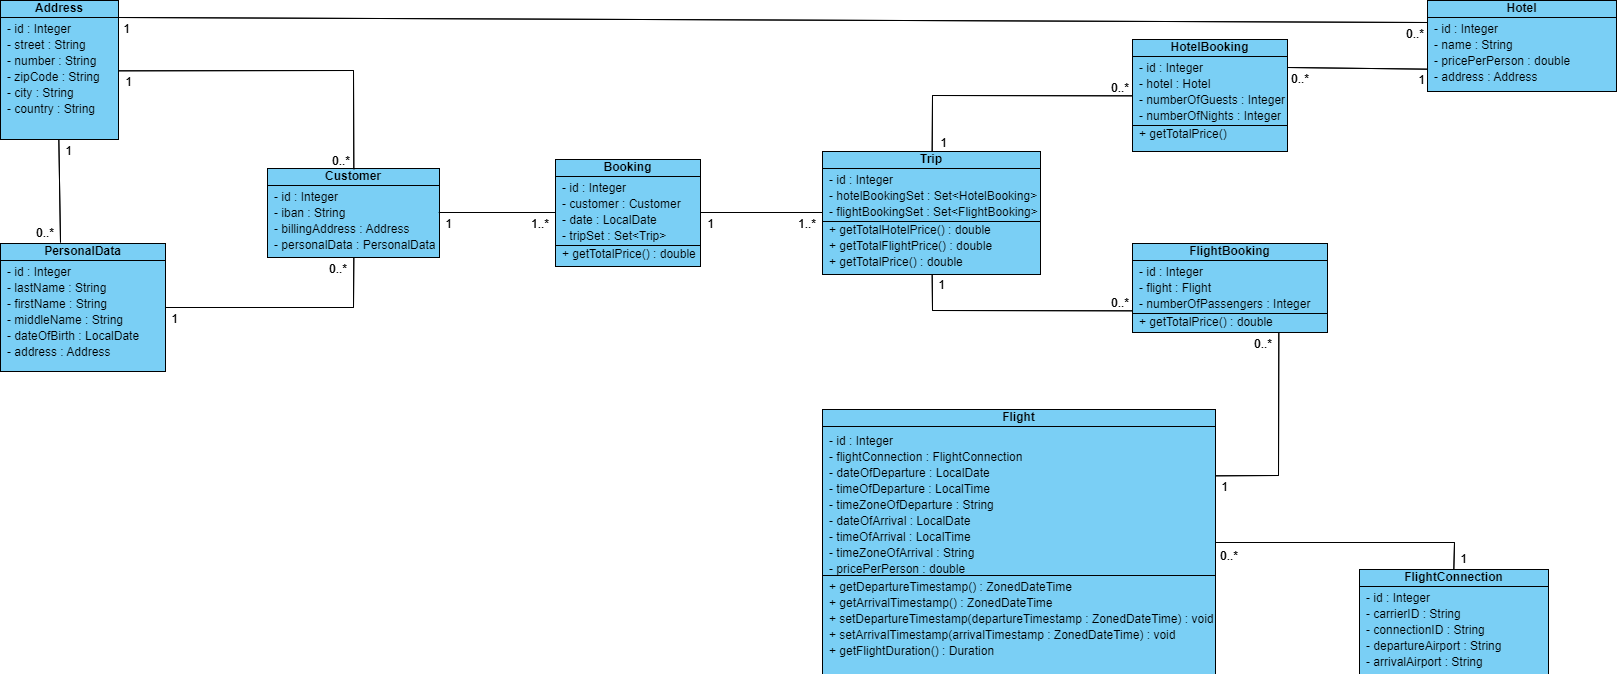 Address
- id : Integer
- street : String
- number : String
- zipCode : String
- city : String
- country : String
1
1
1
0..*
Hotel
- id : Integer
- name : String
- pricePerPerson : double
- address : Address
0..*
1
HotelBooking
- id : Integer
- hotel : Hotel
- numberOfGuests : Integer
- numberOfNights : Integer
+ getTotalPrice()
0..*
0..*
Customer
- id : Integer
- iban : String
- billingAddress : Address
- personalData : PersonalData
0..*
0..*
1
Booking
- id : Integer
- customer : Customer
- date : LocalDate
- tripSet : Set<Trip>
+ getTotalPrice() : double
1..*
1
Trip
- id : Integer
- hotelBookingSet : Set<HotelBooking>
- flightBookingSet : Set<FlightBooking>
+ getTotalHotelPrice() : double
+ getTotalFlightPrice() : double
+ getTotalPrice() : double
1
1..*
1
PersonalData
- id : Integer
- lastName : String
- firstName : String
- middleName : String
- dateOfBirth : LocalDate
- address : Address
1
FlightBooking
- id : Integer
- flight : Flight
- numberOfPassengers : Integer
+ getTotalPrice() : double
0..*
0..*
Flight
- id : Integer
- flightConnection : FlightConnection
- dateOfDeparture : LocalDate
- timeOfDeparture : LocalTime
- timeZoneOfDeparture : String
- dateOfArrival : LocalDate
- timeOfArrival : LocalTime
- timeZoneOfArrival : String
- pricePerPerson : double
+ getDepartureTimestamp() : ZonedDateTime
+ getArrivalTimestamp() : ZonedDateTime
+ setDepartureTimestamp(departureTimestamp : ZonedDateTime) : void
+ setArrivalTimestamp(arrivalTimestamp : ZonedDateTime) : void
+ getFlightDuration() : Duration
1
0..*
1
FlightConnection
- id : Integer
- carrierID : String
- connectionID : String
- departureAirport : String
- arrivalAirport : String